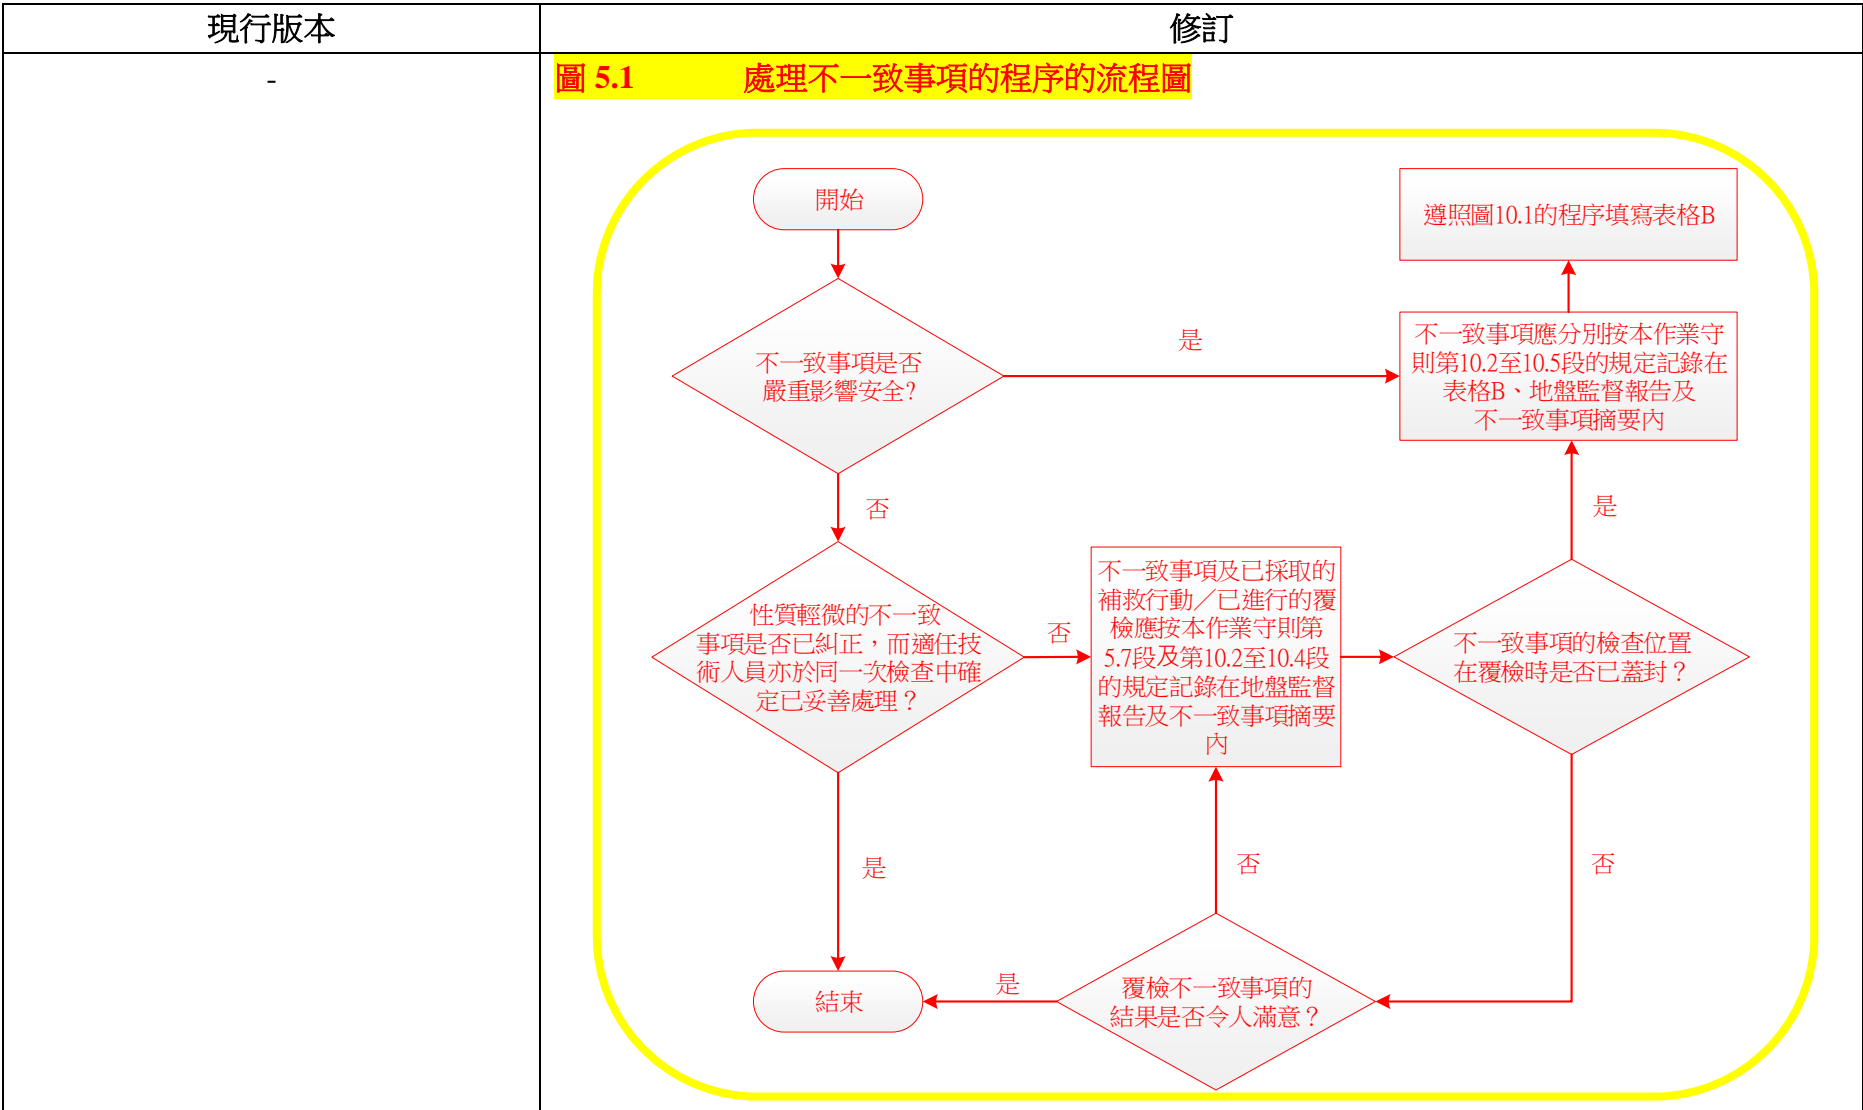 現行版本
修訂
-
圖 5.1 處理不一致事項的程序的流程圖
開始
遵照圖10.1的程序填寫表格B
不一致事項是否
嚴重影響安全?
是
不一致事項應分別按本作業守
則第10.2至10.5段的規定記錄在
表格B、地盤監督報告及
不一致事項摘要內
否
是
性質輕微的不一致
事項是否已糾正，而適任技
術人員亦於同一次檢查中確
定已妥善處理？
否
不一致事項及已採取的
補救行動／已進行的覆
檢應按本作業守則第
5.7段及第10.2至10.4段
的規定記錄在地盤監督
報告及不一致事項摘要
內
不一致事項的檢查位置
在覆檢時是否已蓋封？
是
否
否
結束
是
覆檢不一致事項的
結果是否令人滿意？